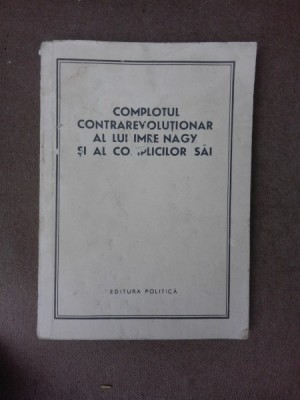 COMPLOTUL
CONTRAREVOLUȚIONAR
AL LUI IMRE NAGY
ȘI AL COMPLICILOR SĂI
EDITURA POLITICĂ